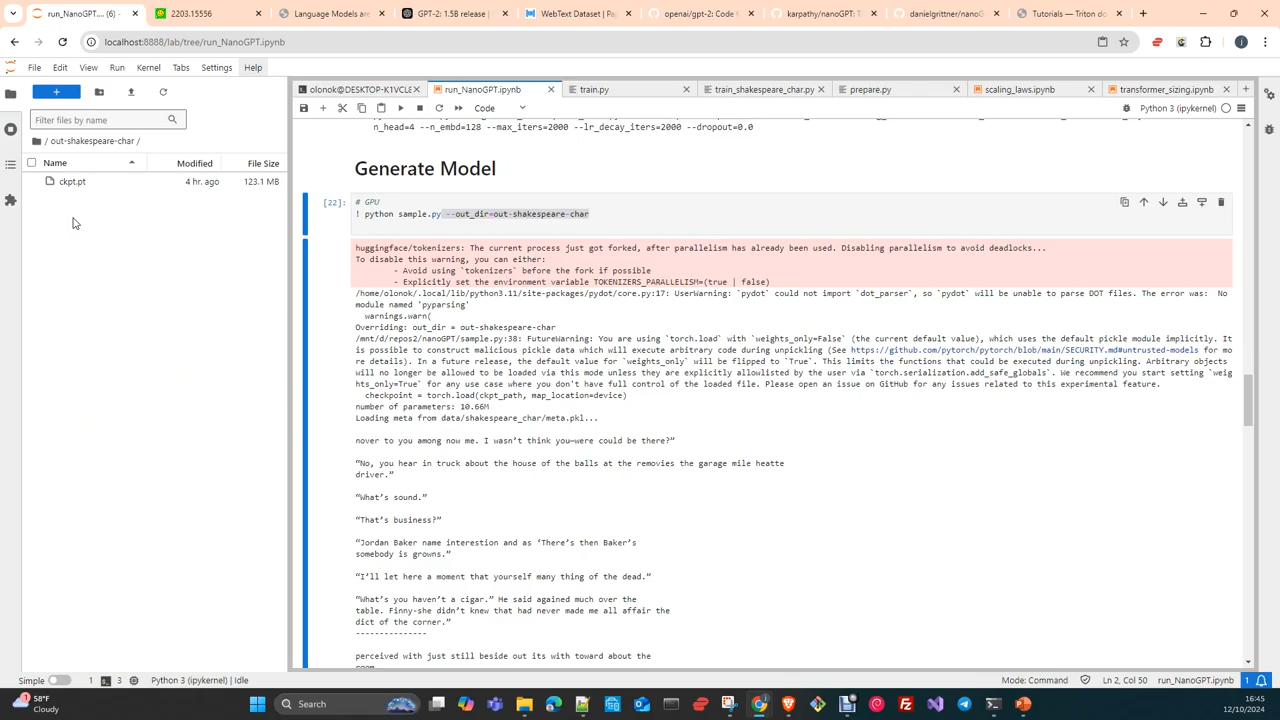 run_NanoGPT.... (6) -
2203.15556
Language Models are
GPT-2: 1.5B release |
WebText Dataset | Pap
openai/gpt-2: Code f
karpathy/nanoGPT: Th
danielgrittner/nanoG
Tutorials — Triton do
localhost:8888/lab/tree/run_NanoGPT.ipynb
File Edit View Run Kernel Tabs Settings Help
olonok@DESKTOP-K1VCLE
run_NanoGPT.ipynb
train.py
train_shakespeare_char.py
prepare.py
scaling_laws.ipynb
transformer_sizing.ipynb
Code
Python 3 (ipykernel)
Filter files by name
/ out-shakespeare-char /
Name Modified File Size
ckpt.pt 4 hr. ago 123.1 MB
n_head=4 --n_embd=128 --max_iters=2000 --lr_decay_iters=2000 --dropout=0.0
Generate Model
[22]:
# GPU
! python sample.py --out_dir=out-shakespeare-char
huggingface/tokenizers: The current process just got forked, after parallelism has already been used. Disabling parallelism to avoid deadlocks...
To disable this warning, you can either:
- Avoid using `tokenizers` before the fork if possible
- Explicitly set the environment variable TOKENIZERS_PARALLELISM=(true | false)
/home/olonok/.local/lib/python3.11/site-packages/pydot/core.py:17: UserWarning: `pydot` could not import `dot_parser`, so `pydot` will be unable to parse DOT files. The error was:  No
module named 'pyparsing'
warnings.warn(
Overriding: out_dir = out-shakespeare-char
/mnt/d/repos2/nanoGPT/sample.py:38: FutureWarning: You are using `torch.load` with `weights_only=False` (the current default value), which uses the default pickle module implicitly. It
is possible to construct malicious pickle data which will execute arbitrary code during unpickling (See https://github.com/pytorch/pytorch/blob/main/SECURITY.md#untrusted-models for mo
re details). In a future release, the default value for `weights_only` will be flipped to `True`. This limits the functions that could be executed during unpickling. Arbitrary objects
will no longer be allowed to be loaded via this mode unless they are explicitly allowlisted by the user via `torch.serialization.add_safe_globals`. We recommend you start setting `weig
hts_only=True` for any use case where you don't have full control of the loaded file. Please open an issue on GitHub for any issues related to this experimental feature.
checkpoint = torch.load(ckpt_path, map_location=device)
number of parameters: 10.66M
Loading meta from data/shakespeare_char/meta.pkl...
nover to you among now me. I wasn’t think you—were could be there?”
“No, you hear in truck about the house of the balls at the removies the garage mile heatte
driver.”
“What’s sound.”
“That’s business?”
“Jordan Baker name interestion and as ‘There’s then Baker’s
somebody is growns.”
“I’ll let here a moment that yourself many thing of the dead.”
“What’s you haven’t a cigar.” He said agained much over the
table. Finny-she didn’t knew that had never made me all affair the
dict of the corner.”
---------------
perceived with just still beside out its with toward about the
room
Simple 1 3 Python 3 (ipykernel) | Idle
Mode: Command Ln 2, Col 50 run_NanoGPT.ipynb 1
58°F
Cloudy
Search
16:45
12/10/2024